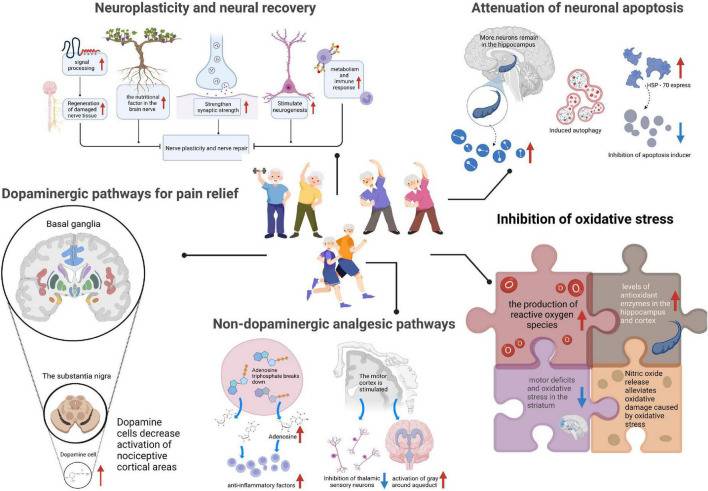 Neuroplasticity and neural recovery
signal
processing
Regeneration
of damaged
nerve tissue
the nutritional
factor in the
brain nerve
Strengthen
synaptic strength
Stimulate
neurogenesis
metabolism
and immune
response
Nerve plasticity and nerve repair
Attenuation of neuronal apoptosis
More neurons remain
in the hippocampus
Induced autophagy
HSP - 70 express
Inhibition of apoptosis inducer
Dopaminergic pathways for pain relief
Basal ganglia
The substantia nigra
Dopamine cell
Dopamine
cells decrease
activation of
nociceptive
cortical areas
Non-dopaminergic analgesic pathways
Adenosine
triphosphate breaks
down
Adenosine
anti-inflammatory factors
The motor
cortex is
stimulated
Inhibition of thalamic
sensory neurons
activation of gray
around aqueduct
Inhibition of oxidative stress
the production of
reactive oxygen
species
levels of
antioxidant
enzymes in the
hippocampus
and cortex
motor deficits and
oxidative stress in
the striatum
Nitric oxide
release
alleviates
oxidative
damage caused
by oxidative
stress